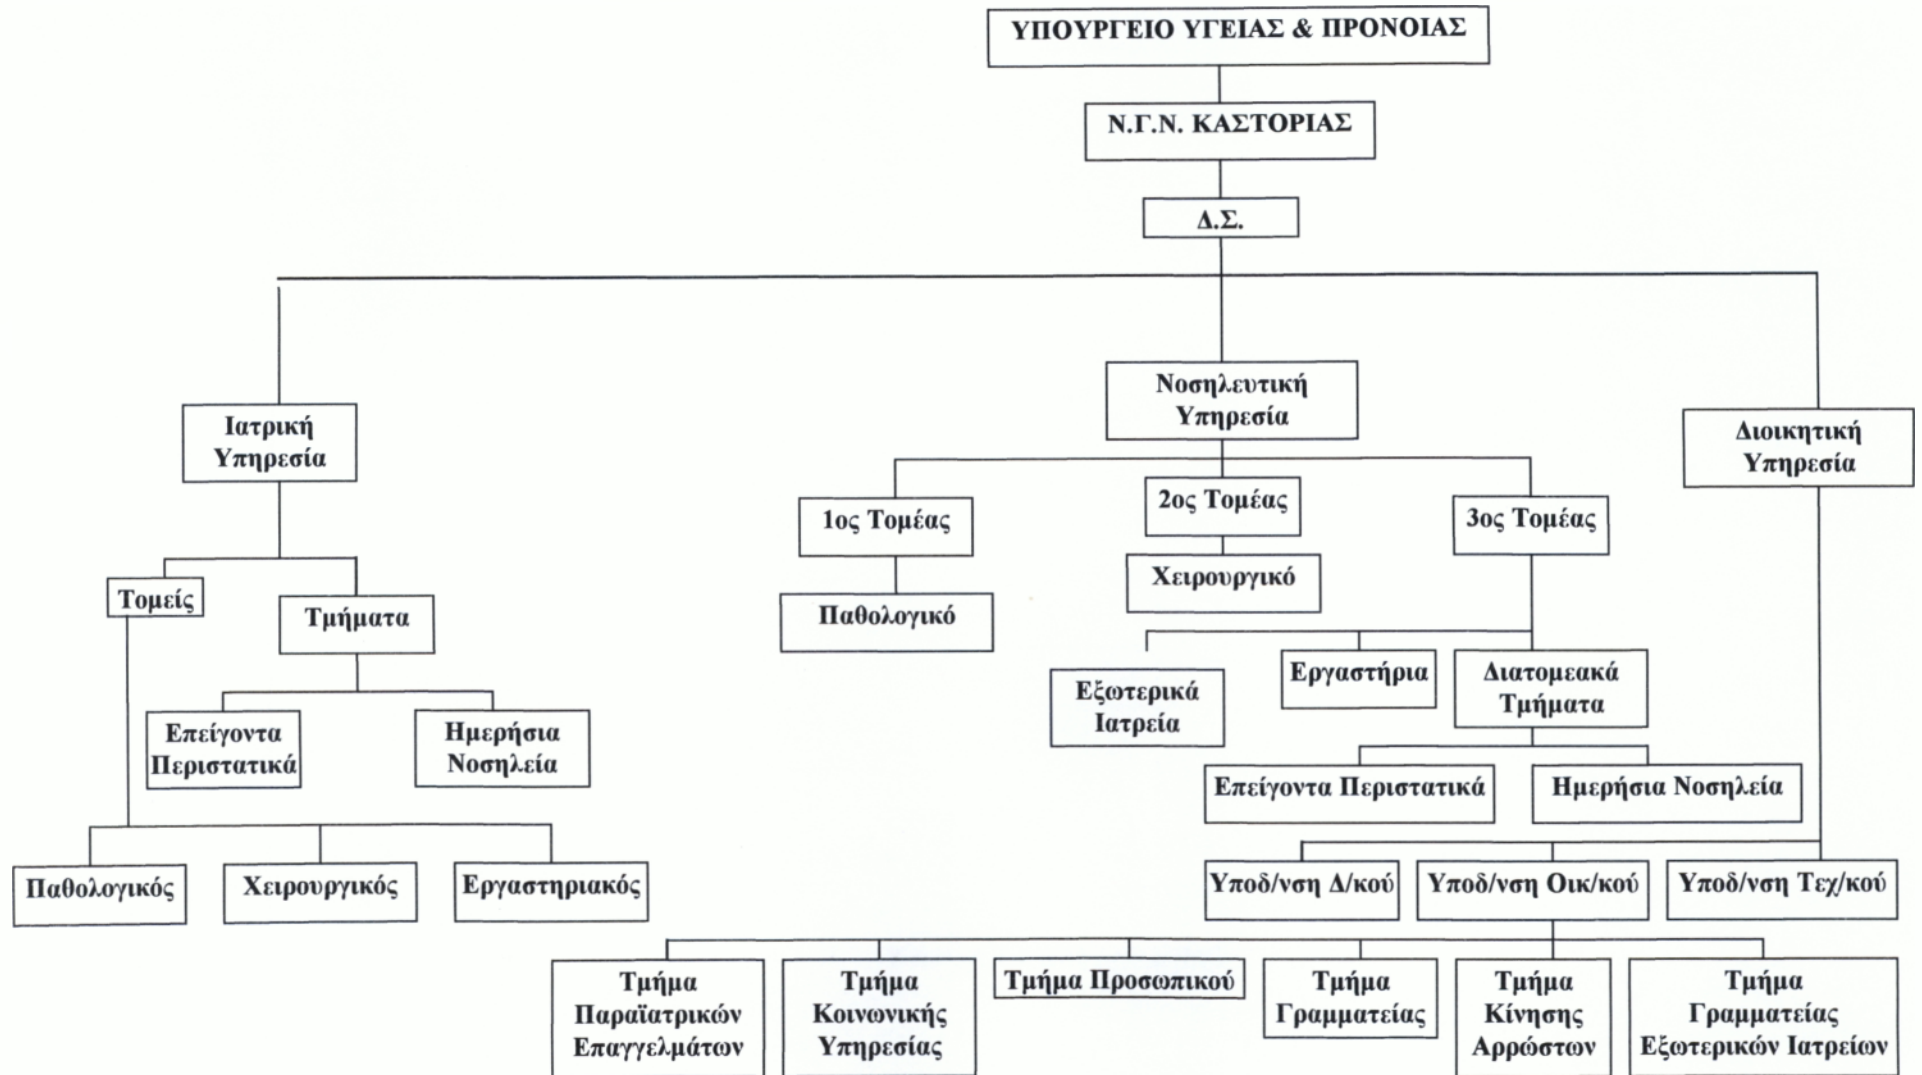 ΥΠΟΥΡΓΕΙΟ ΥΓΕΙΑΣ & ΠΡΟΝΟΙΑΣ
Ν.Γ.Ν. ΚΑΣΤΟΡΙΑΣ
Δ.Σ.
Ιατρική
Υπηρεσία
Νοσηλευτική
Υπηρεσία
Διοικητική
Υπηρεσία
1ος Τομέας
2ος Τομέας
3ος Τομέας
Τομείς
Τμήματα
Παθολογικό
Χειρουργικό
Εξωτερικά
Ιατρεία
Εργαστήρια
Διατομεακά
Τμήματα
Επείγοντα
Περιστατικά
Ημερήσια
Νοσηλεία
Επείγοντα Περιστατικά
Ημερήσια Νοσηλεία
Παθολογικός
Χειρουργικός
Εργαστηριακός
Υποδ/νση Δ/κού
Υποδ/νση Οικ/κού
Υποδ/νση Τεχ/κού
Τμήμα
Παραϊατρικών
Επαγγελμάτων
Τμήμα
Κοινωνικής
Υπηρεσίας
Τμήμα Προσωπικού
Τμήμα
Γραμματείας
Τμήμα
Κίνησης
Αρρώστων
Τμήμα
Γραμματείας
Εξωτερικών Ιατρείων